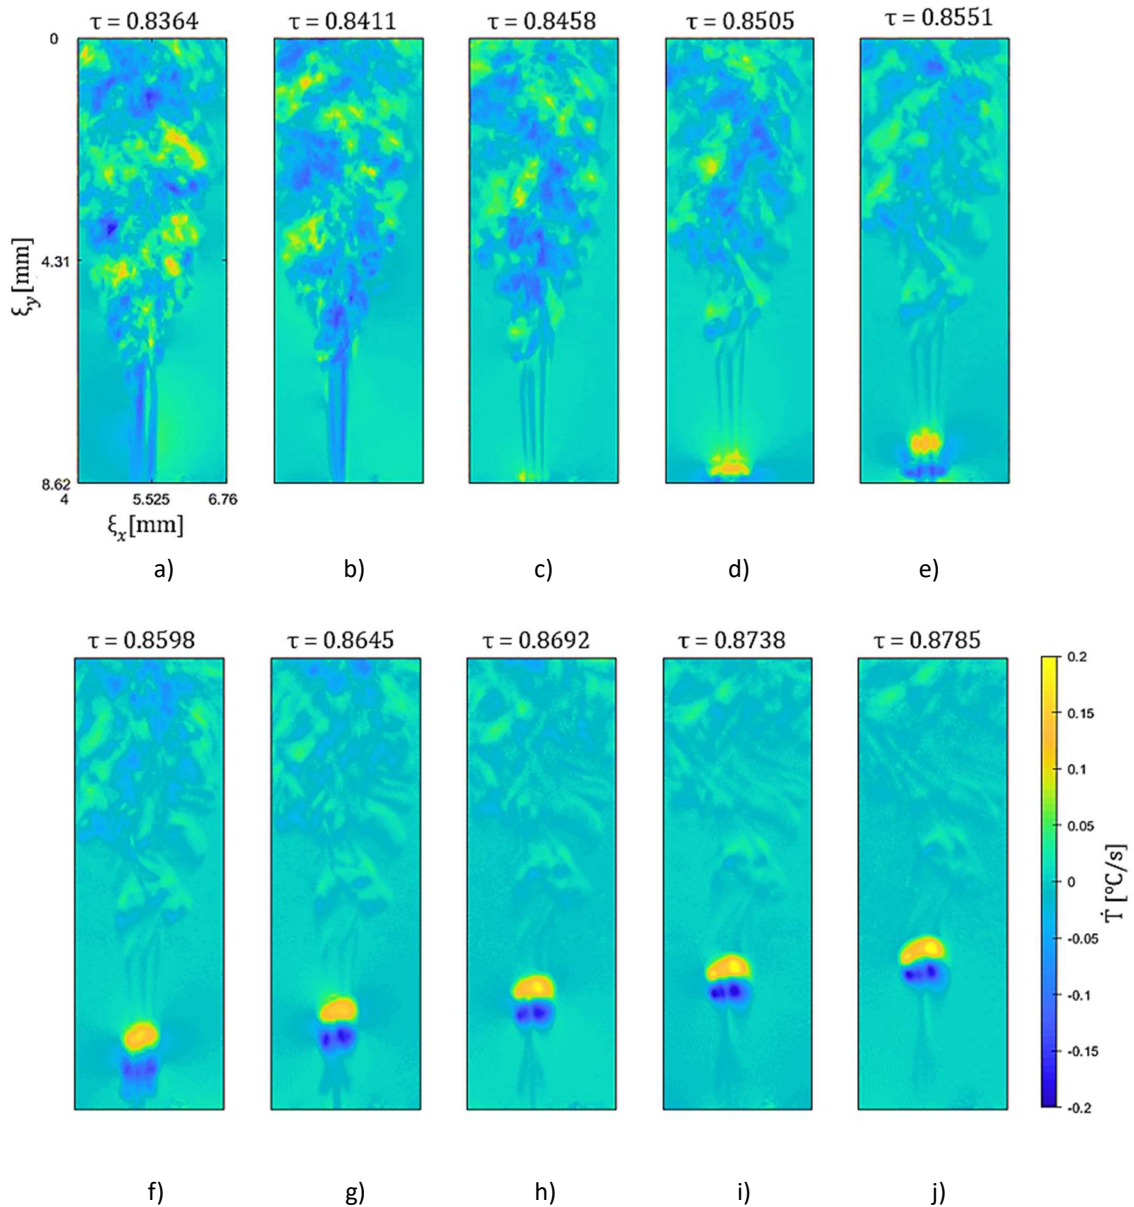 τ = 0.8364 τ = 0.8411 τ = 0.8458 τ = 0.8505 τ = 0.8551
0
4.31
8.62
ξy [mm]
4 5.525 6.76
ξx [mm]
a) b) c) d) e)
τ = 0.8598 τ = 0.8645 τ = 0.8692 τ = 0.8738 τ = 0.8785
0.2
0.15
0.1
0.05
0
-0.05
-0.1
-0.15
-0.2
Ṫ [°C/s]
f) g) h) i) j)